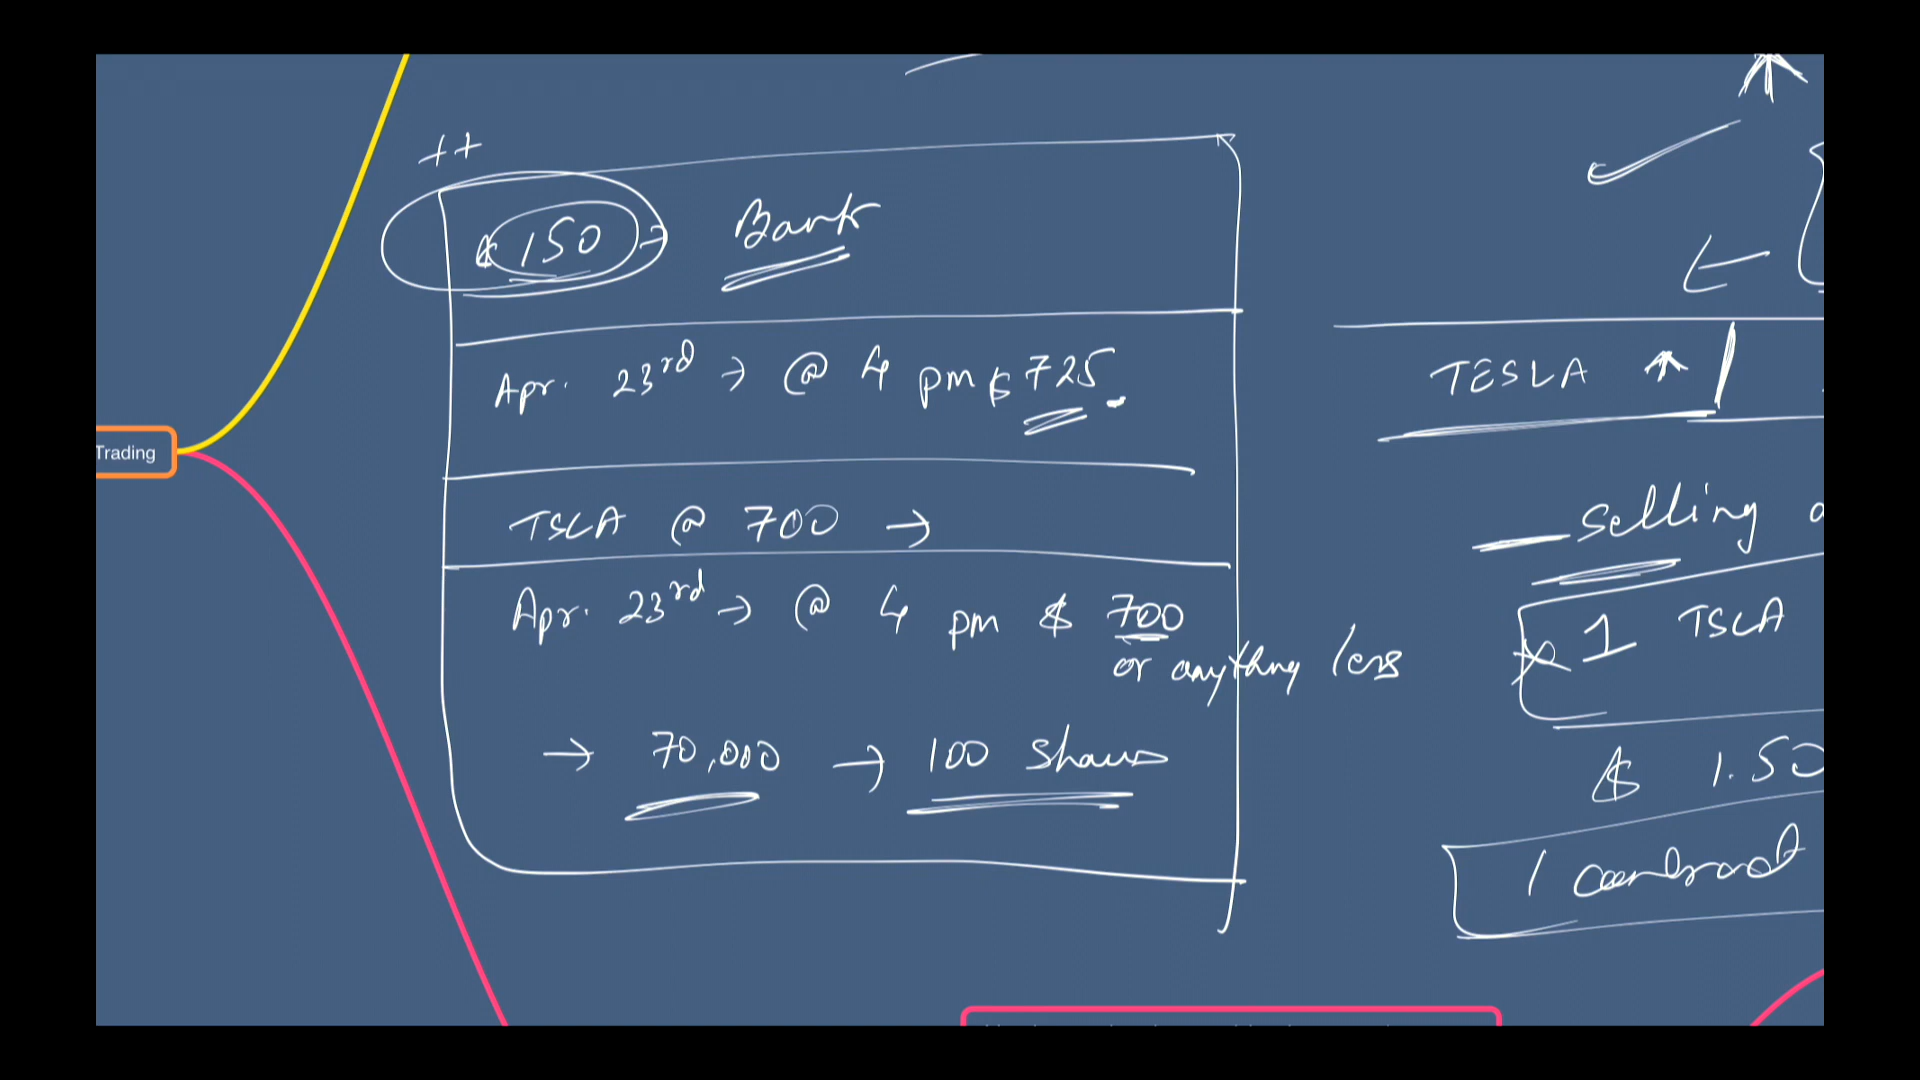 ++
$150 → Bank
Apr. 23rd → @ 4 pm $ 725.
TSLA @ 700 →
Apr. 23rd → @ 4 pm $ 700
or anything less
→ 70,000 → 100 shares
Trading
TESLA ↑
- Selling
1 TSLA
$ 1.50
1 contract